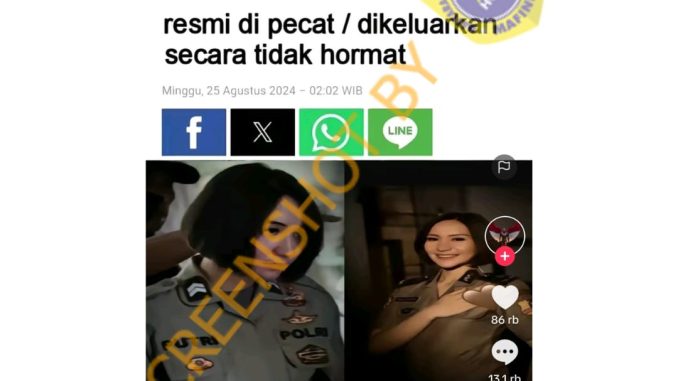 resmi di pecat / dikeluarkan
secara tidak hormat
Minggu, 25 Agustus 2024 - 02:02 WIB
LINE
SCREENSHOT BY
PUTRI
POLRI
86 rb
13.1 rb